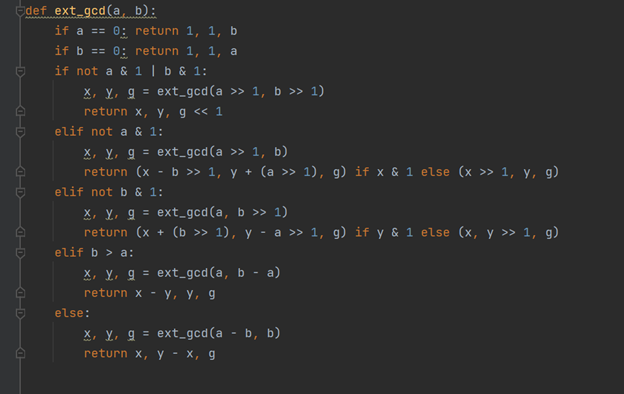 def ext_gcd(a, b):
    if a == 0: return 1, 1, b
    if b == 0: return 1, 1, a
    if not a & 1 | b & 1:
        x, y, g = ext_gcd(a >> 1, b >> 1)
        return x, y, g << 1
    elif not a & 1:
        x, y, g = ext_gcd(a >> 1, b)
        return (x - b >> 1, y + (a >> 1), g) if x & 1 else (x >> 1, y, g)
    elif not b & 1:
        x, y, g = ext_gcd(a, b >> 1)
        return (x + (b >> 1), y - a >> 1, g) if y & 1 else (x, y >> 1, g)
    elif b > a:
        x, y, g = ext_gcd(a, b - a)
        return x - y, y, g
    else:
        x, y, g = ext_gcd(a - b, b)
        return x, y - x, g